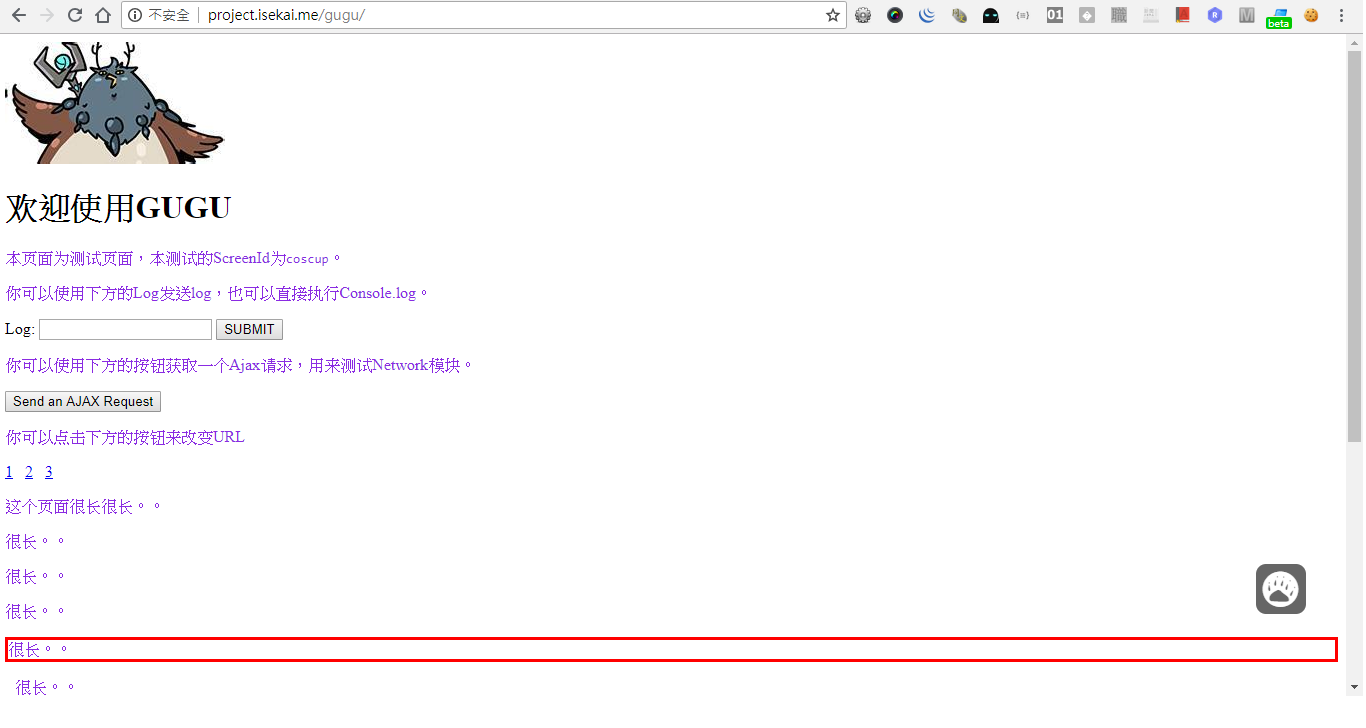 不安全 project.isekai.me/gugu/
01
beta
欢迎使用GUGU
本页面为测试页面，本测试的ScreenId为coscup。
你可以使用下方的Log发送log，也可以直接执行Console.log。
Log: SUBMIT
你可以使用下方的按钮获取一个Ajax请求，用来测试Network模块。
Send an AJAX Request
你可以点击下方的按钮来改变URL
1 2 3
这个页面很长很长。。
很长。。
很长。。
很长。。
很长。。
很长。。